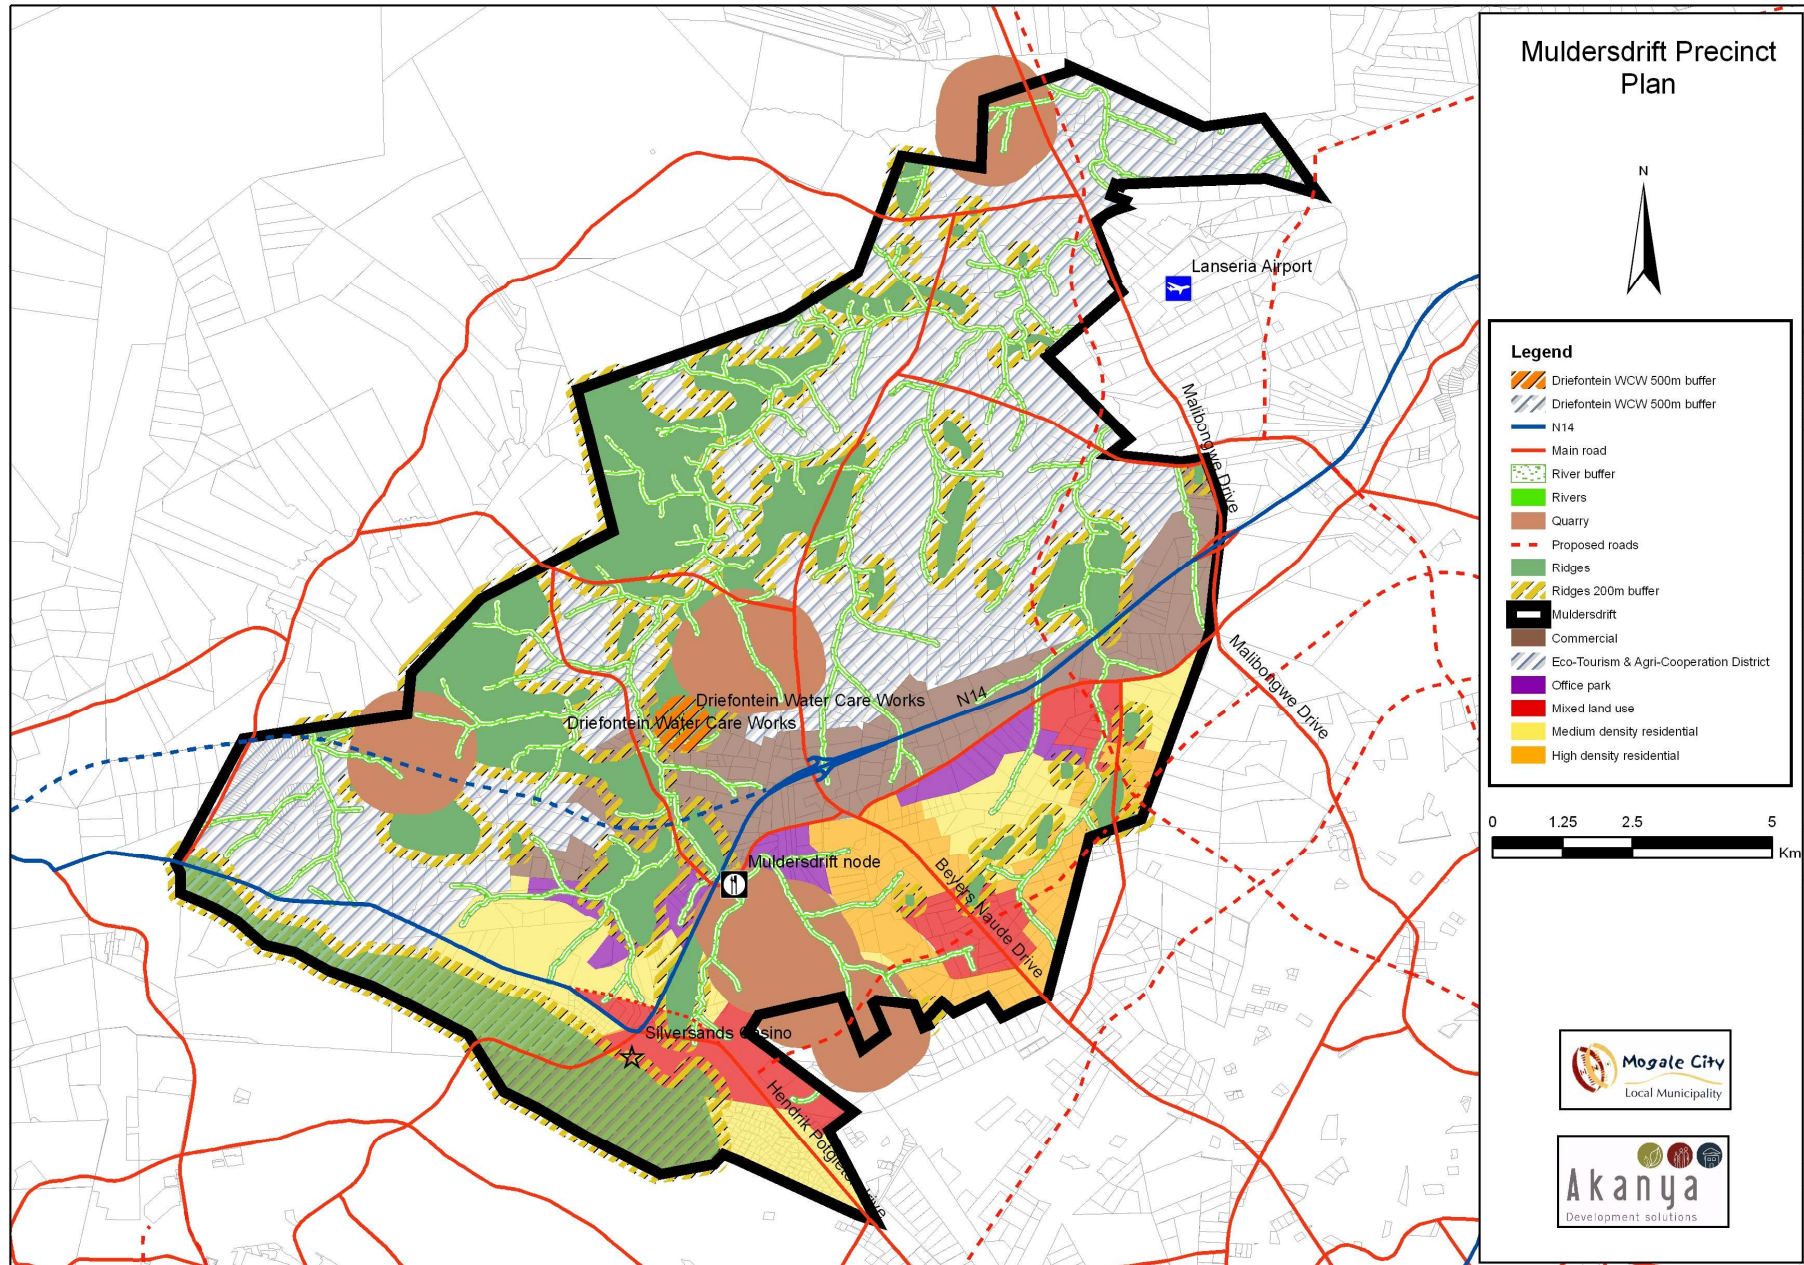 Muldersdrift Precinct
Plan
N
Lanseria Airport
Malibongwe Drive
Malibongwe Drive
N14
Driefontein Water Care Works
Driefontein Water Care Works
Muldersdrift node
Beyers Naude Drive
Silversands Casino
Hendrik Potgieter Drive
Legend
Driefontein WCW 500m buffer
Driefontein WCW 500m buffer
N14
Main road
River buffer
Rivers
Quarry
Proposed roads
Ridges
Ridges 200m buffer
Muldersdrift
Commercial
Eco-Tourism & Agri-Cooperation District
Office park
Mixed land use
Medium density residential
High density residential
0 1.25 2.5 5
Km
Mogale City
Local Municipality
Akanya
Development solutions